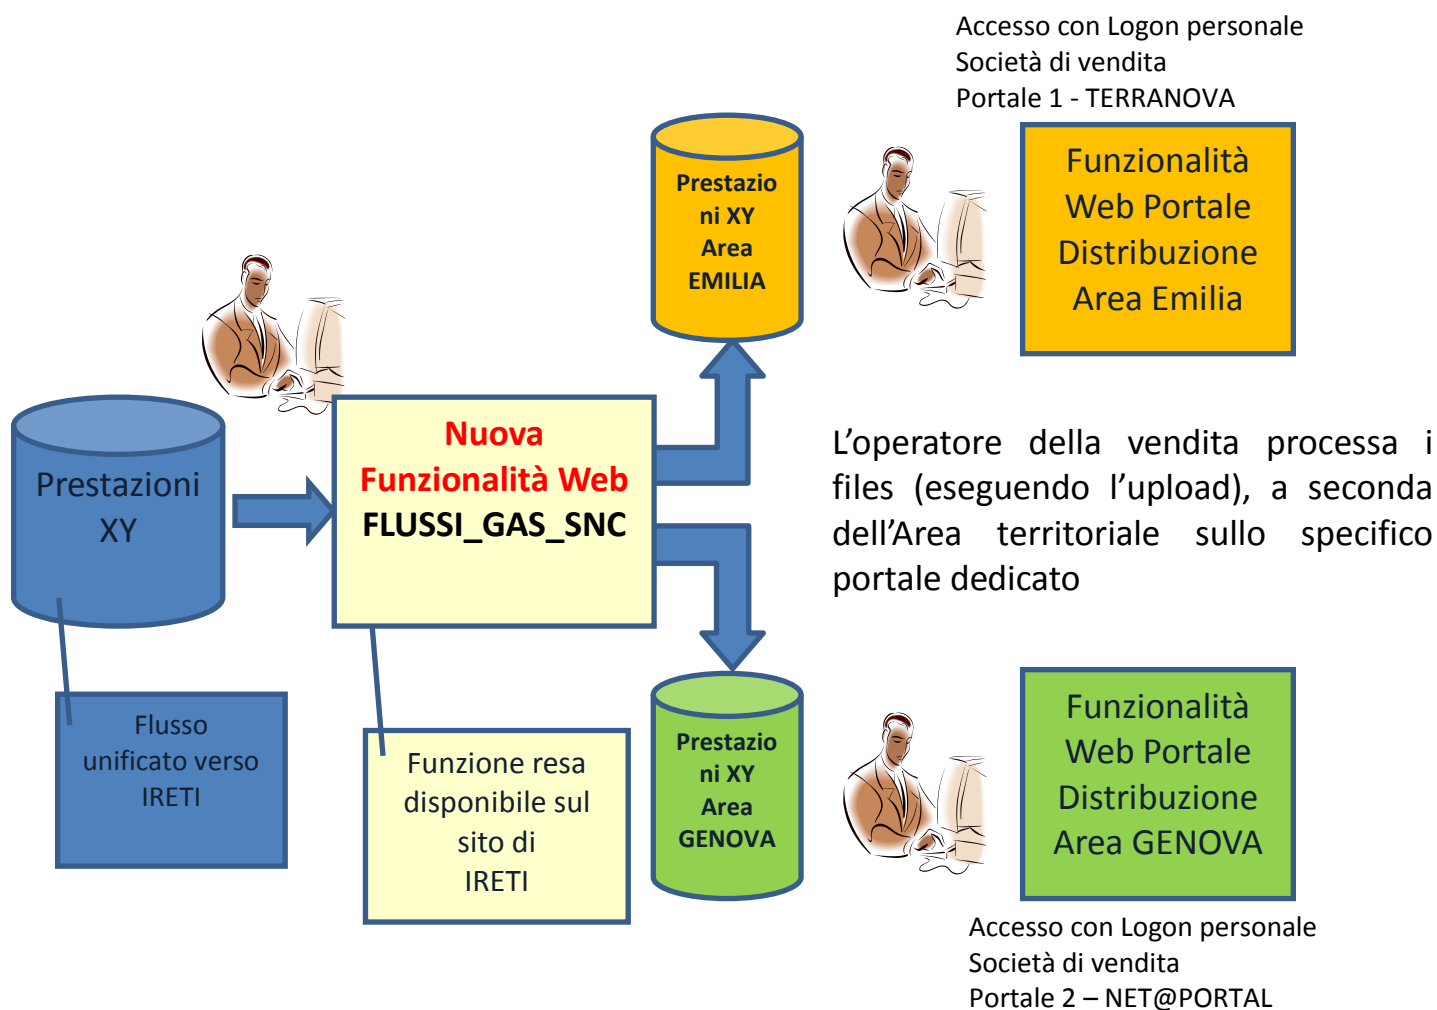 Accesso con Logon personale
Società di vendita
Portale 1 - TERRANOVA
Prestazio
ni XY
Area
EMILIA
Funzionalità
Web Portale
Distribuzione
Area Emilia
Prestazioni
XY
Nuova
Funzionalità Web
FLUSSI_GAS_SNC
L’operatore della vendita processa i
files (eseguendo l’upload), a seconda
dell’Area territoriale sullo specifico
portale dedicato
Flusso
unificato verso
IRETI
Funzione resa
disponibile sul
sito di
IRETI
Prestazio
ni XY
Area
GENOVA
Funzionalità
Web Portale
Distribuzione
Area GENOVA
Accesso con Logon personale
Società di vendita
Portale 2 – NET@PORTAL